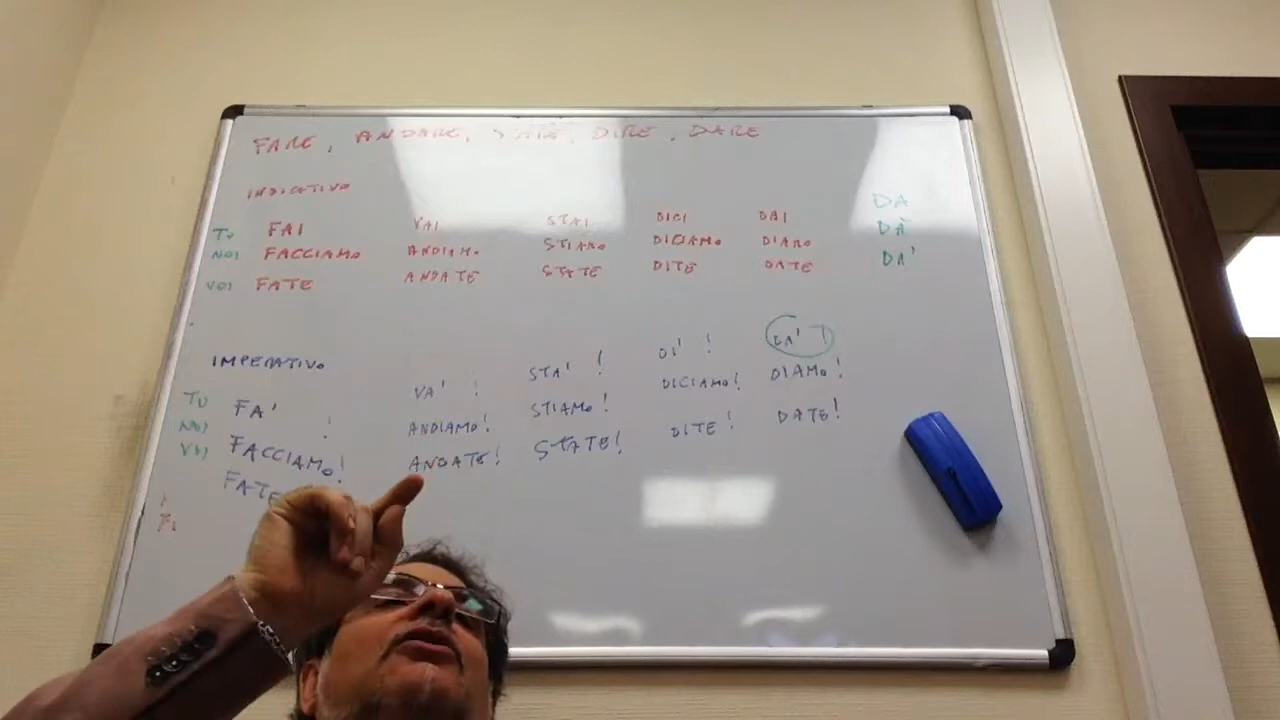 FARE, ANDARE, STARE, DIRE, DARE
INDICATIVO
TU FAI VAI STAI DICI DAI
NOI FACCIAMO ANDIAMO STIAMO DICIAMO DIAMO
VOI FATE ANDATE STATE DITE DATE
DA
DÀ
DA'
IMPERATIVO
TU FA' ! VA' ! STA' ! DI' ! DA' !
NOI FACCIAMO! ANDIAMO! STIAMO! DICIAMO! DIAMO!
VOI FATE ANDATE! STATE! DITE! DATE!